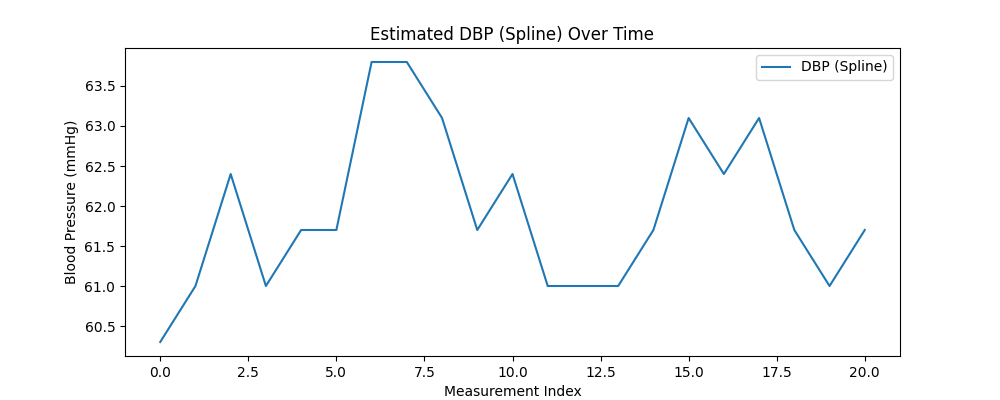 Estimated DBP (Spline) Over Time
DBP (Spline)
Blood Pressure (mmHg)
63.5
63.0
62.5
62.0
61.5
61.0
60.5
0.0 2.5 5.0 7.5 10.0 12.5 15.0 17.5 20.0
Measurement Index